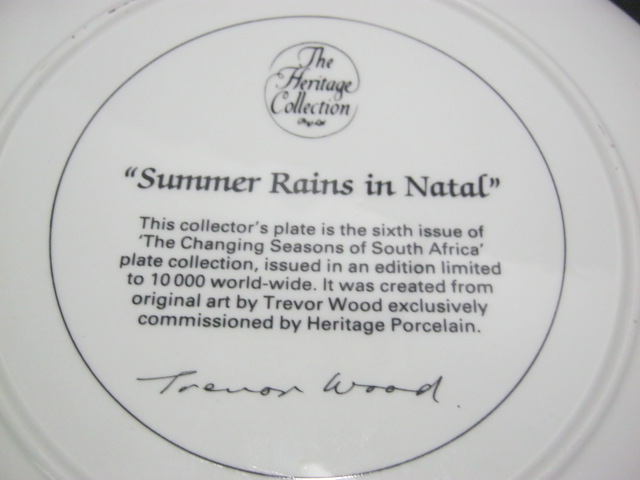 The
Heritage
Collection
(Pty) Ltd
“Summer Rains in Natal”
This collector's plate is the sixth issue of
'The Changing Seasons of South Africa'
plate collection, issued in an edition limited
to 10 000 world-wide. It was created from
original art by Trevor Wood exclusively
commissioned by Heritage Porcelain.
Trevor Wood.